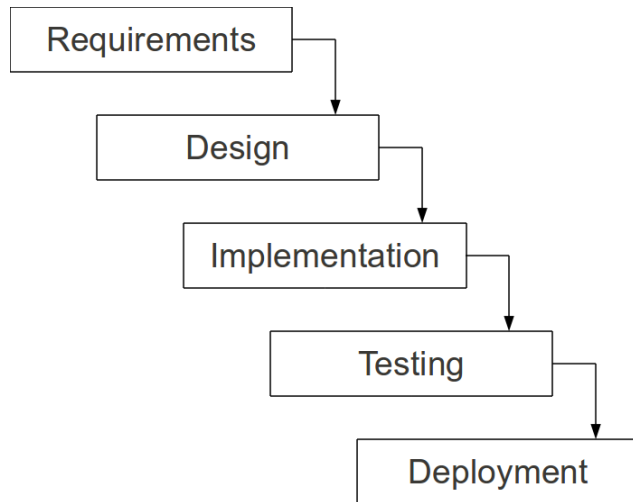 Requirements
Design
Implementation
Testing
Deployment